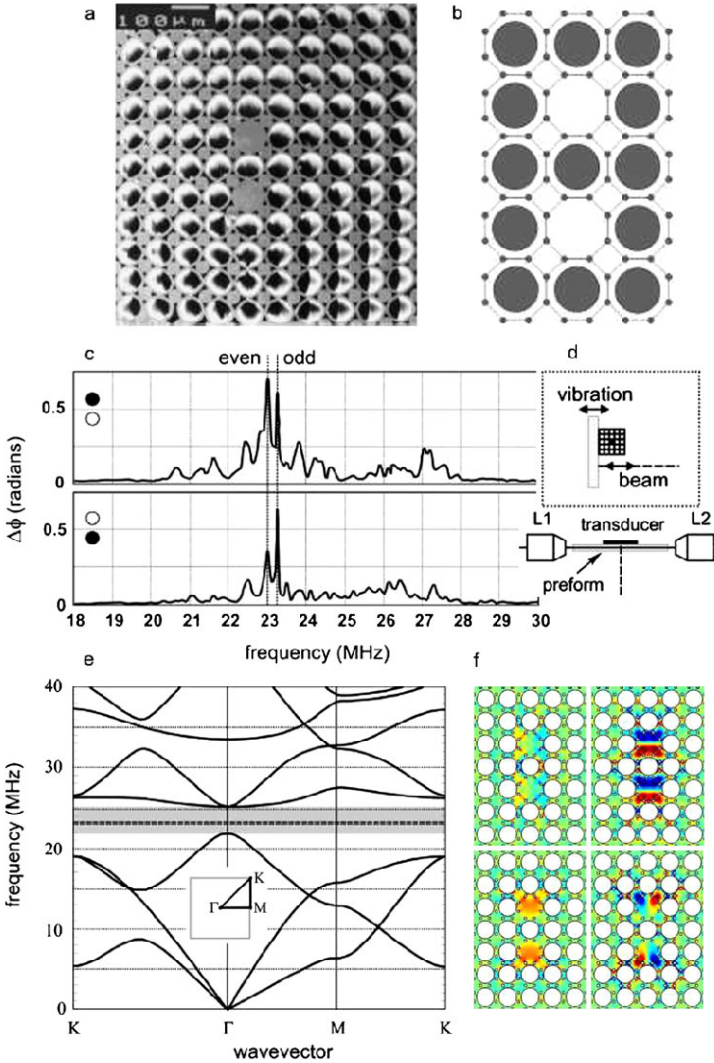 a
b
100µm
c
even
odd
d
0.5
0
0.5
0
Δϕ (radians)
18 19 20 21 22 23 24 25 26 27 28 29 30
frequency (MHz)
vibration
beam
L1
transducer
L2
preform
e
f
40
30
20
10
0
frequency (MHz)
K
Γ
M
K Γ M K
wavevector